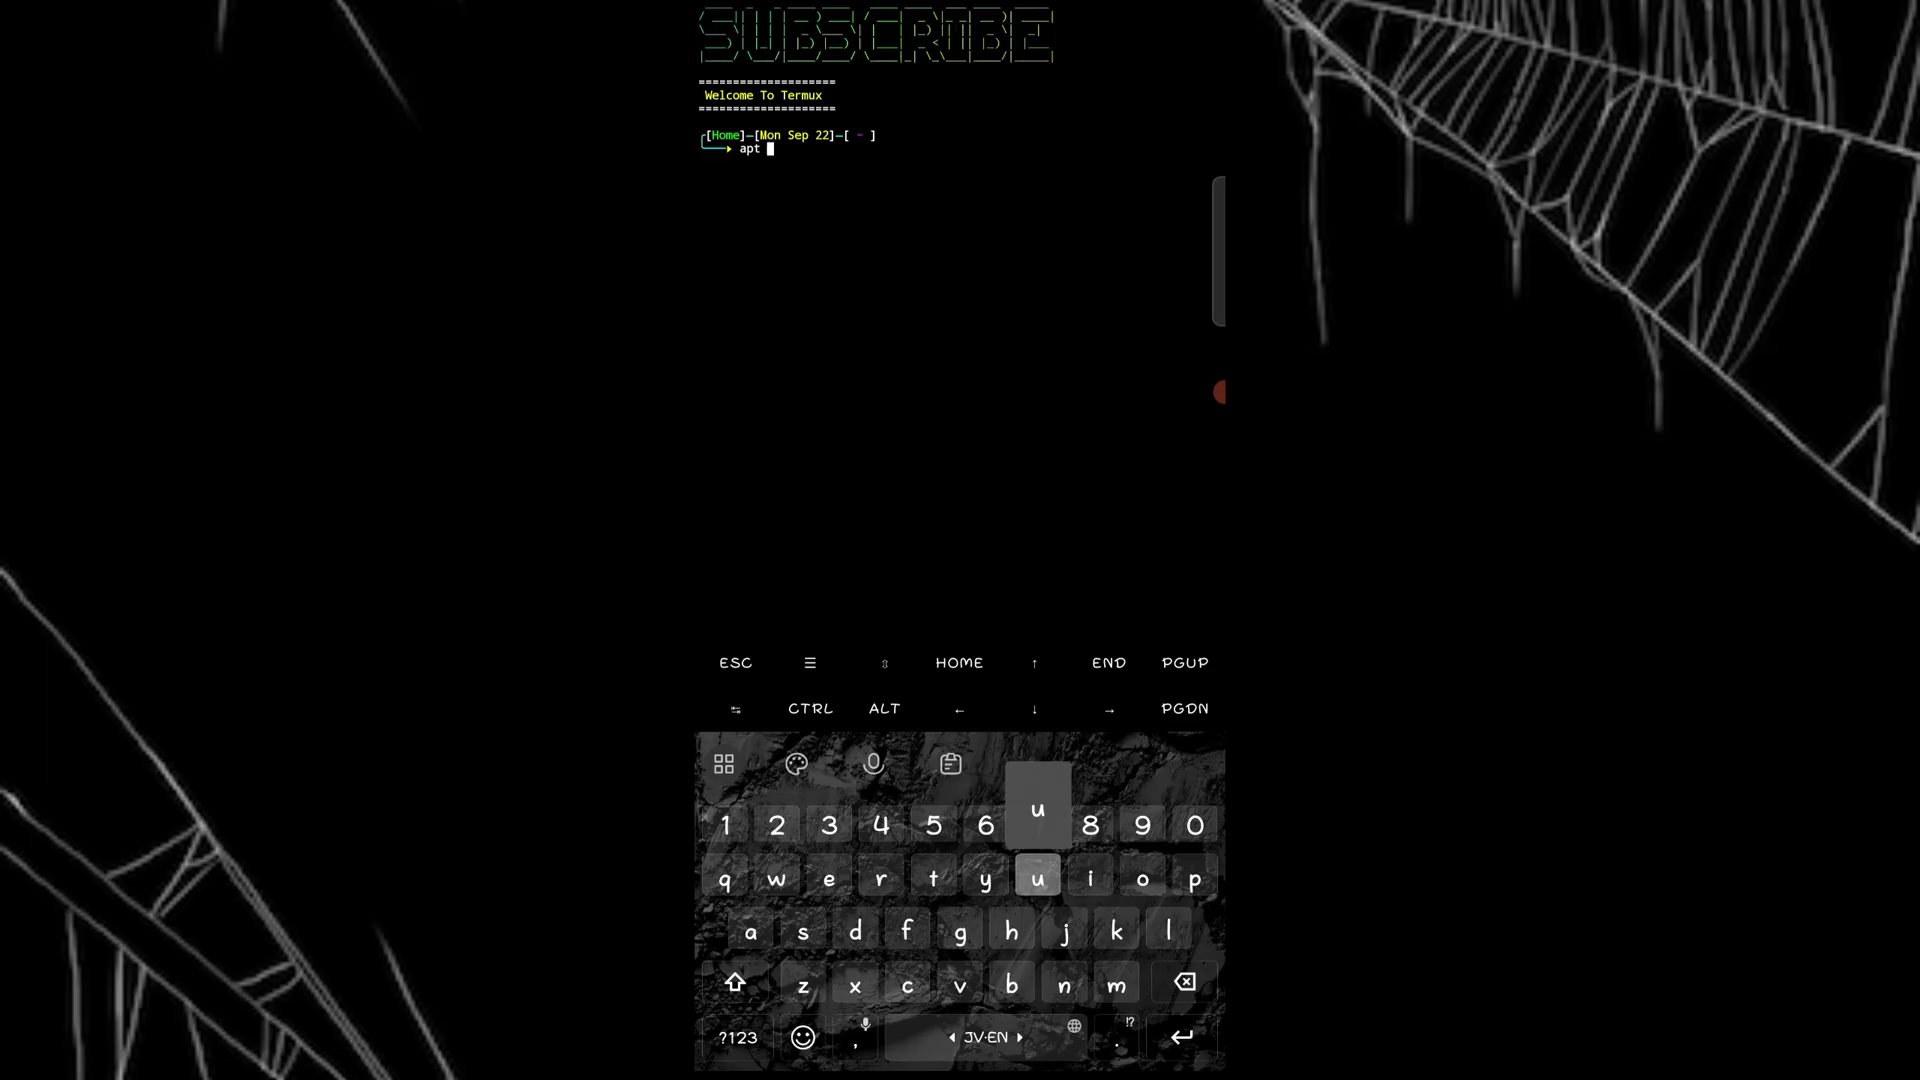 SUBSCRIBE
====================
Welcome To Termux
====================
[Home]—[Mon Sep 22]—[ ~ ]
apt
ESC ☰ ⇳ HOME ↑ END PGUP
↹ CTRL ALT ← ↓ → PGDN
u
1 2 3 4 5 6 8 9 0
q w e r t y u i o p
a s d f g h j k l
z x c v b n m
?123 , JV·EN !? .